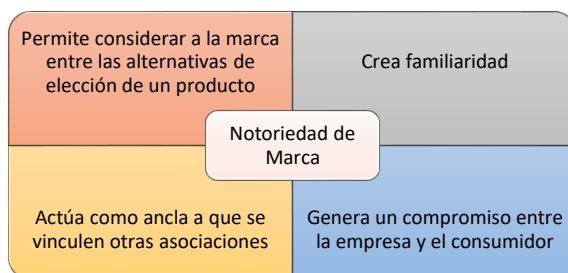 Permite considerar a la marca
entre las alternativas de
elección de un producto
Crea familiaridad
Notoriedad de
Marca
Actúa como ancla a que se
vinculen otras asociaciones
Genera un compromiso entre
la empresa y el consumidor